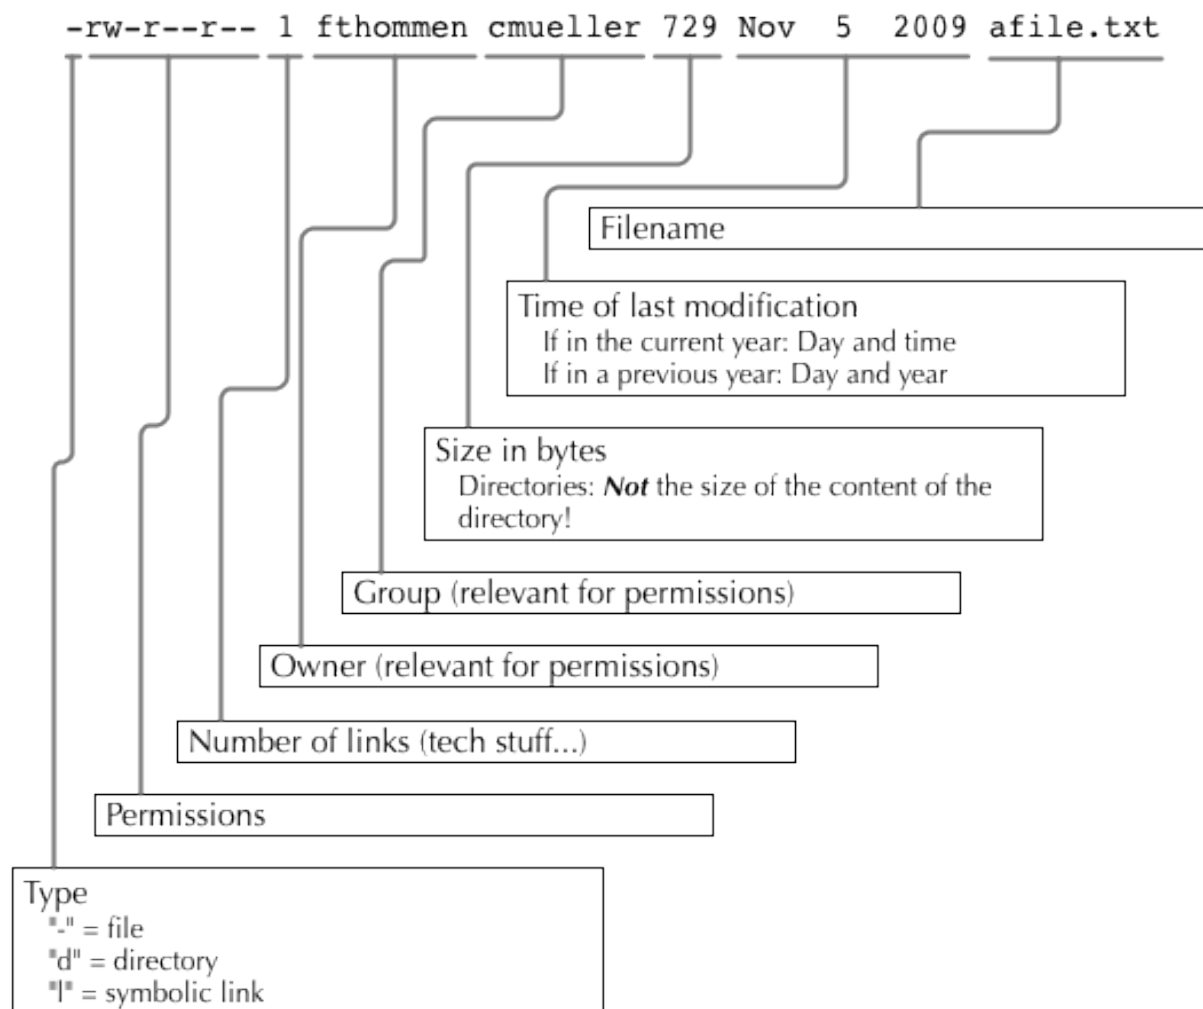 -rw-r--r-- 1 fthommen cmueller 729 Nov 5 2009 afile.txt
Filename
Time of last modification
If in the current year: Day and time
If in a previous year: Day and year
Size in bytes
Directories: Not the size of the content of the
directory!
Group (relevant for permissions)
Owner (relevant for permissions)
Number of links (tech stuff...)
Permissions
Type
"-" = file
"d" = directory
"l" = symbolic link